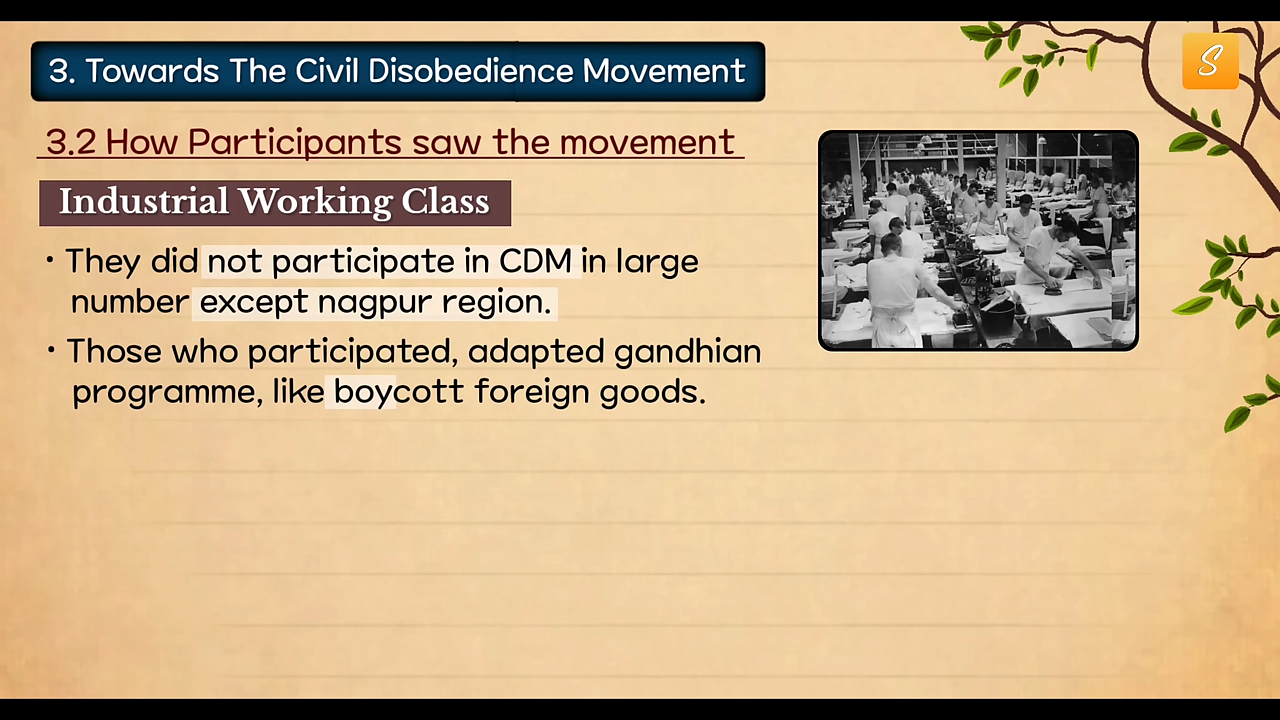 3. Towards The Civil Disobedience Movement
S
3.2 How Participants saw the movement
Industrial Working Class
• They did not participate in CDM in large
number except nagpur region.
• Those who participated, adapted gandhian
programme, like boycott foreign goods.